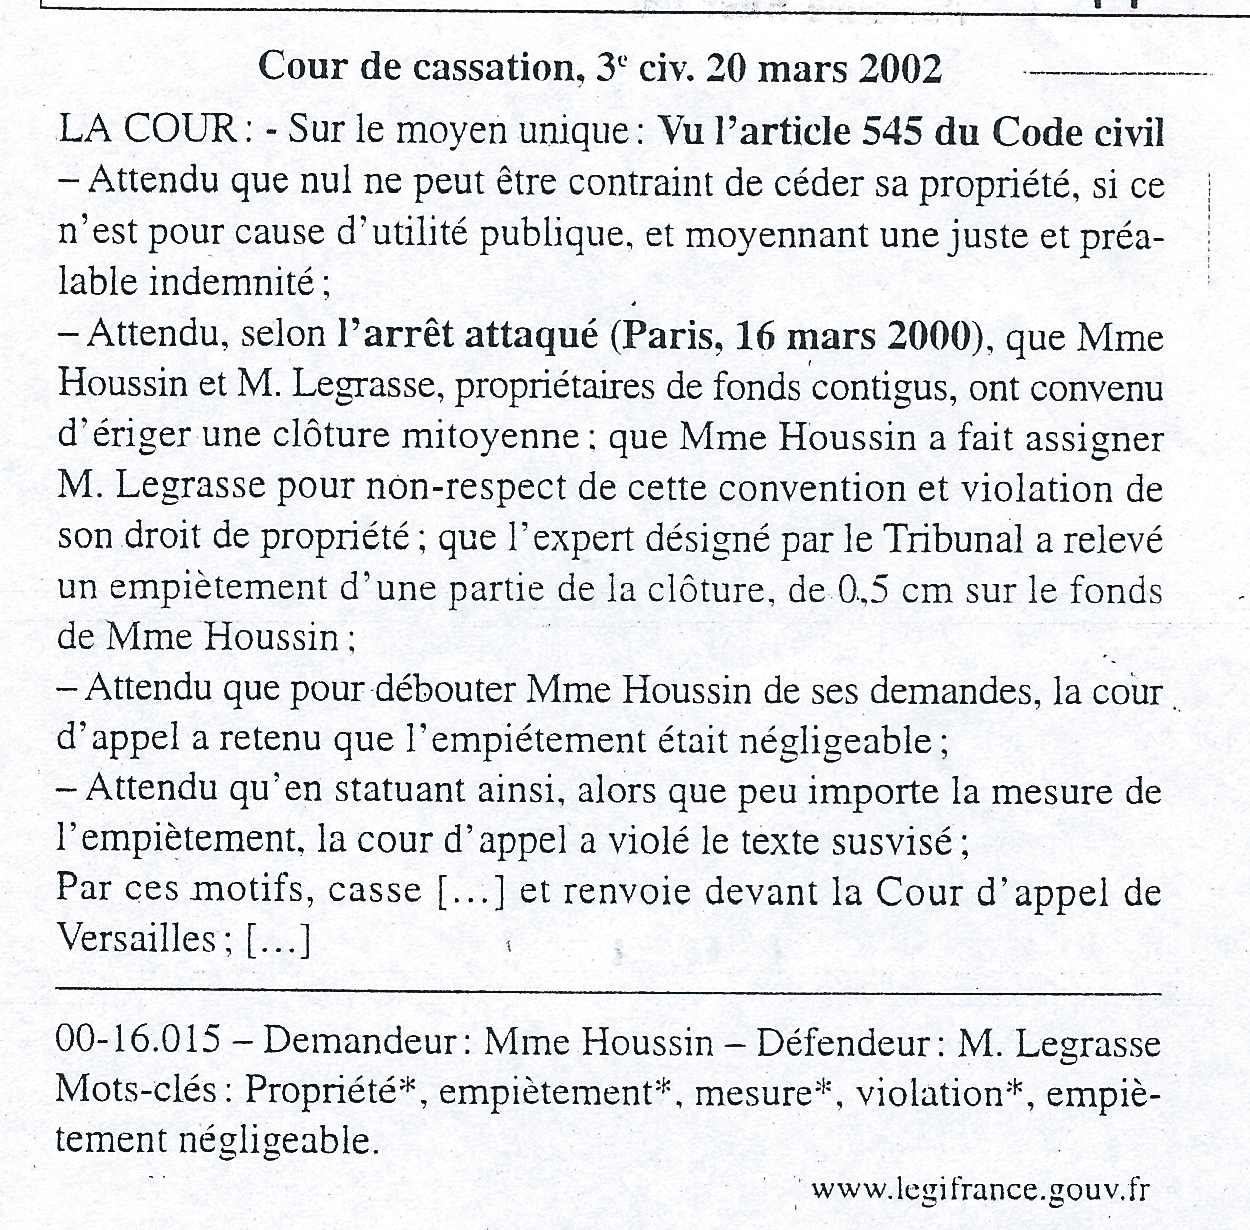 Cour de cassation, 3e civ. 20 mars 2002
LA COUR : - Sur le moyen unique : Vu l'article 545 du Code civil
– Attendu que nul ne peut être contraint de céder sa propriété, si ce
n'est pour cause d'utilité publique, et moyennant une juste et préa-
lable indemnité ;
– Attendu, selon l'arrêt attaqué (Paris, 16 mars 2000), que Mme
Houssin et M. Legrasse, propriétaires de fonds contigus, ont convenu
d'ériger une clôture mitoyenne ; que Mme Houssin a fait assigner
M. Legrasse pour non-respect de cette convention et violation de
son droit de propriété ; que l'expert désigné par le Tribunal a relevé
un empiètement d'une partie de la clôture, de 0,5 cm sur le fonds
de Mme Houssin ;
– Attendu que pour débouter Mme Houssin de ses demandes, la cour
d'appel a retenu que l'empiétement était négligeable ;
– Attendu qu'en statuant ainsi, alors que peu importe la mesure de
l'empiètement, la cour d'appel a violé le texte susvisé ;
Par ces motifs, casse [...] et renvoie devant la Cour d'appel de
Versailles ; [...]
00-16.015 – Demandeur : Mme Houssin – Défendeur : M. Legrasse
Mots-clés : Propriété*, empiètement*, mesure*, violation*, empiè-
tement négligeable.
www.legifrance.gouv.fr